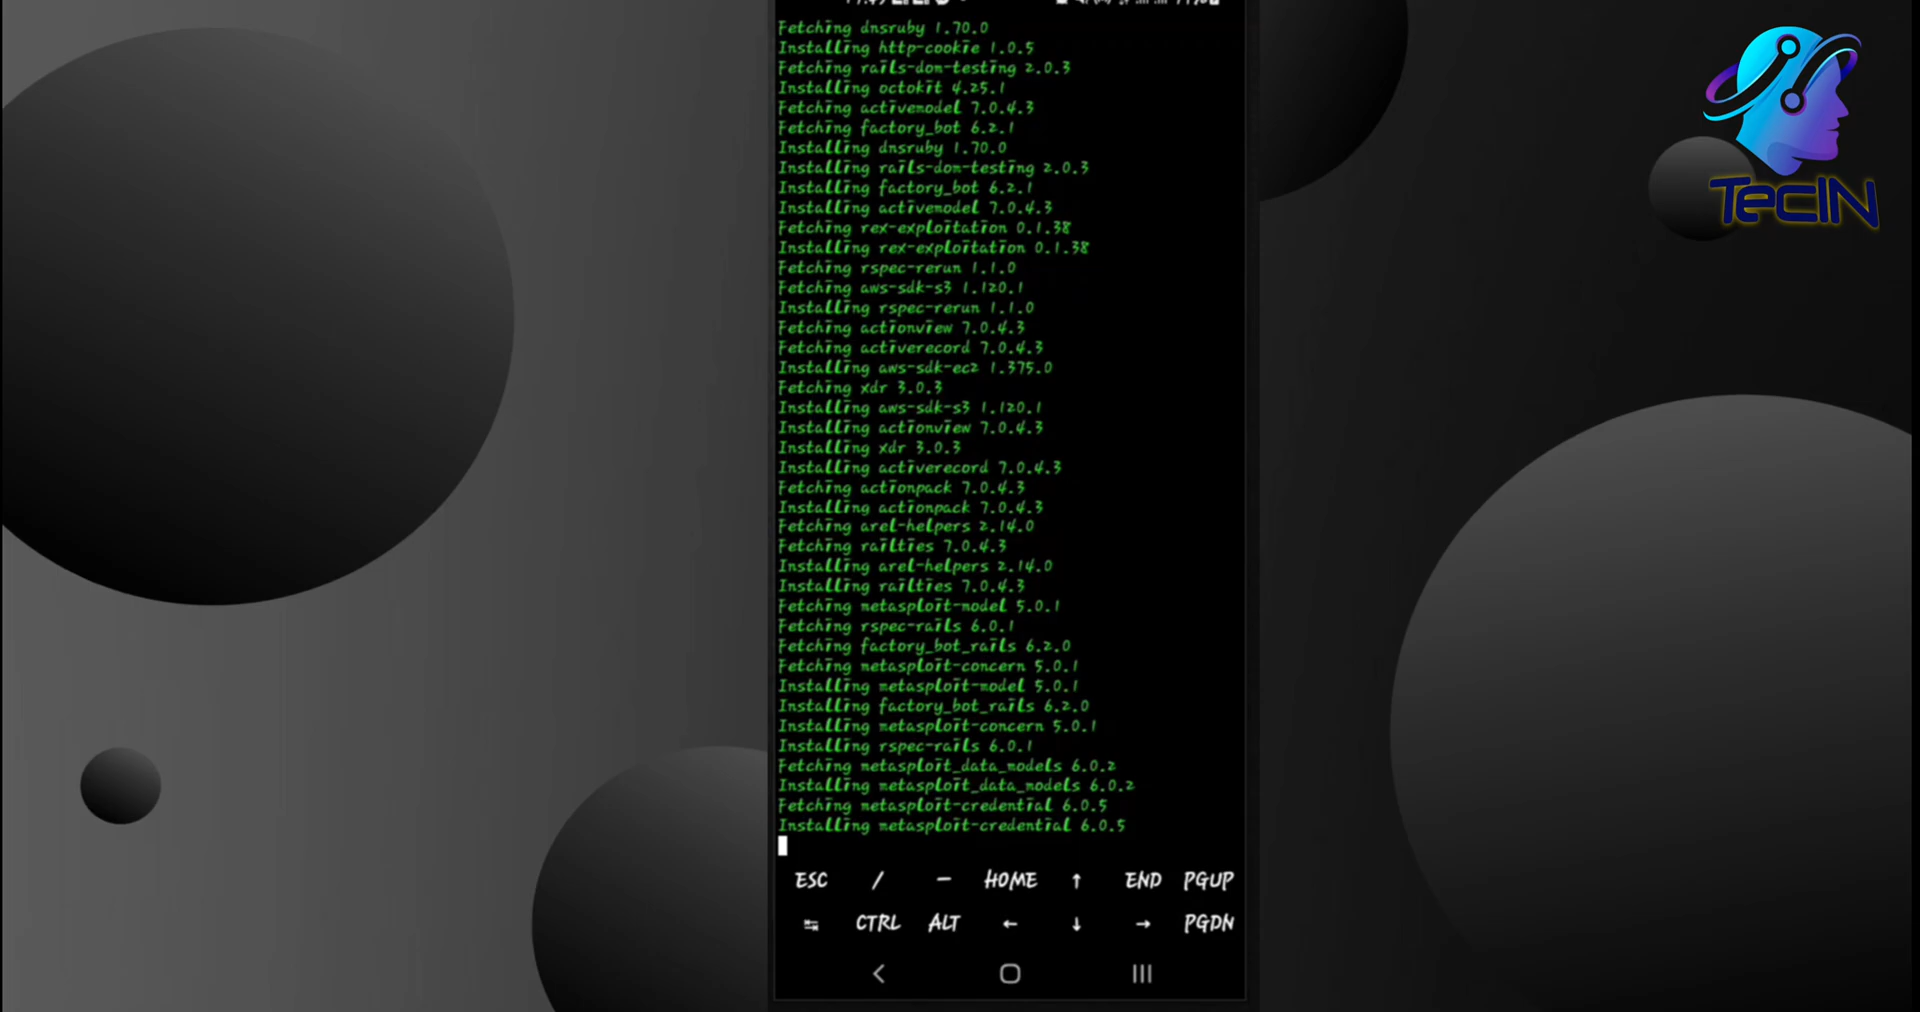 Fetching dnsruby 1.70.0
Installing http-cookie 1.0.5
Fetching rails-dom-testing 2.0.3
Installing octokit 4.25.1
Fetching activemodel 7.0.4.3
Fetching factory_bot 6.2.1
Installing dnsruby 1.70.0
Installing rails-dom-testing 2.0.3
Installing factory_bot 6.2.1
Installing activemodel 7.0.4.3
Fetching rex-exploitation 0.1.38
Installing rex-exploitation 0.1.38
Fetching rspec-rerun 1.1.0
Fetching aws-sdk-s3 1.120.1
Installing rspec-rerun 1.1.0
Fetching actionview 7.0.4.3
Fetching activerecord 7.0.4.3
Installing aws-sdk-ec2 1.375.0
Fetching xdr 3.0.3
Installing aws-sdk-s3 1.120.1
Installing actionview 7.0.4.3
Installing xdr 3.0.3
Installing activerecord 7.0.4.3
Fetching actionpack 7.0.4.3
Installing actionpack 7.0.4.3
Fetching arel-helpers 2.14.0
Fetching railties 7.0.4.3
Installing arel-helpers 2.14.0
Installing railties 7.0.4.3
Fetching metasploit-model 5.0.1
Fetching rspec-rails 6.0.1
Fetching factory_bot_rails 6.2.0
Fetching metasploit-concern 5.0.1
Installing metasploit-model 5.0.1
Installing factory_bot_rails 6.2.0
Installing metasploit-concern 5.0.1
Installing rspec-rails 6.0.1
Fetching metasploit_data_models 6.0.2
Installing metasploit_data_models 6.0.2
Fetching metasploit-credential 6.0.5
Installing metasploit-credential 6.0.5
ESC / — HOME ↑ END PGUP
↹ CTRL ALT ← ↓ → PGDN
TecIN